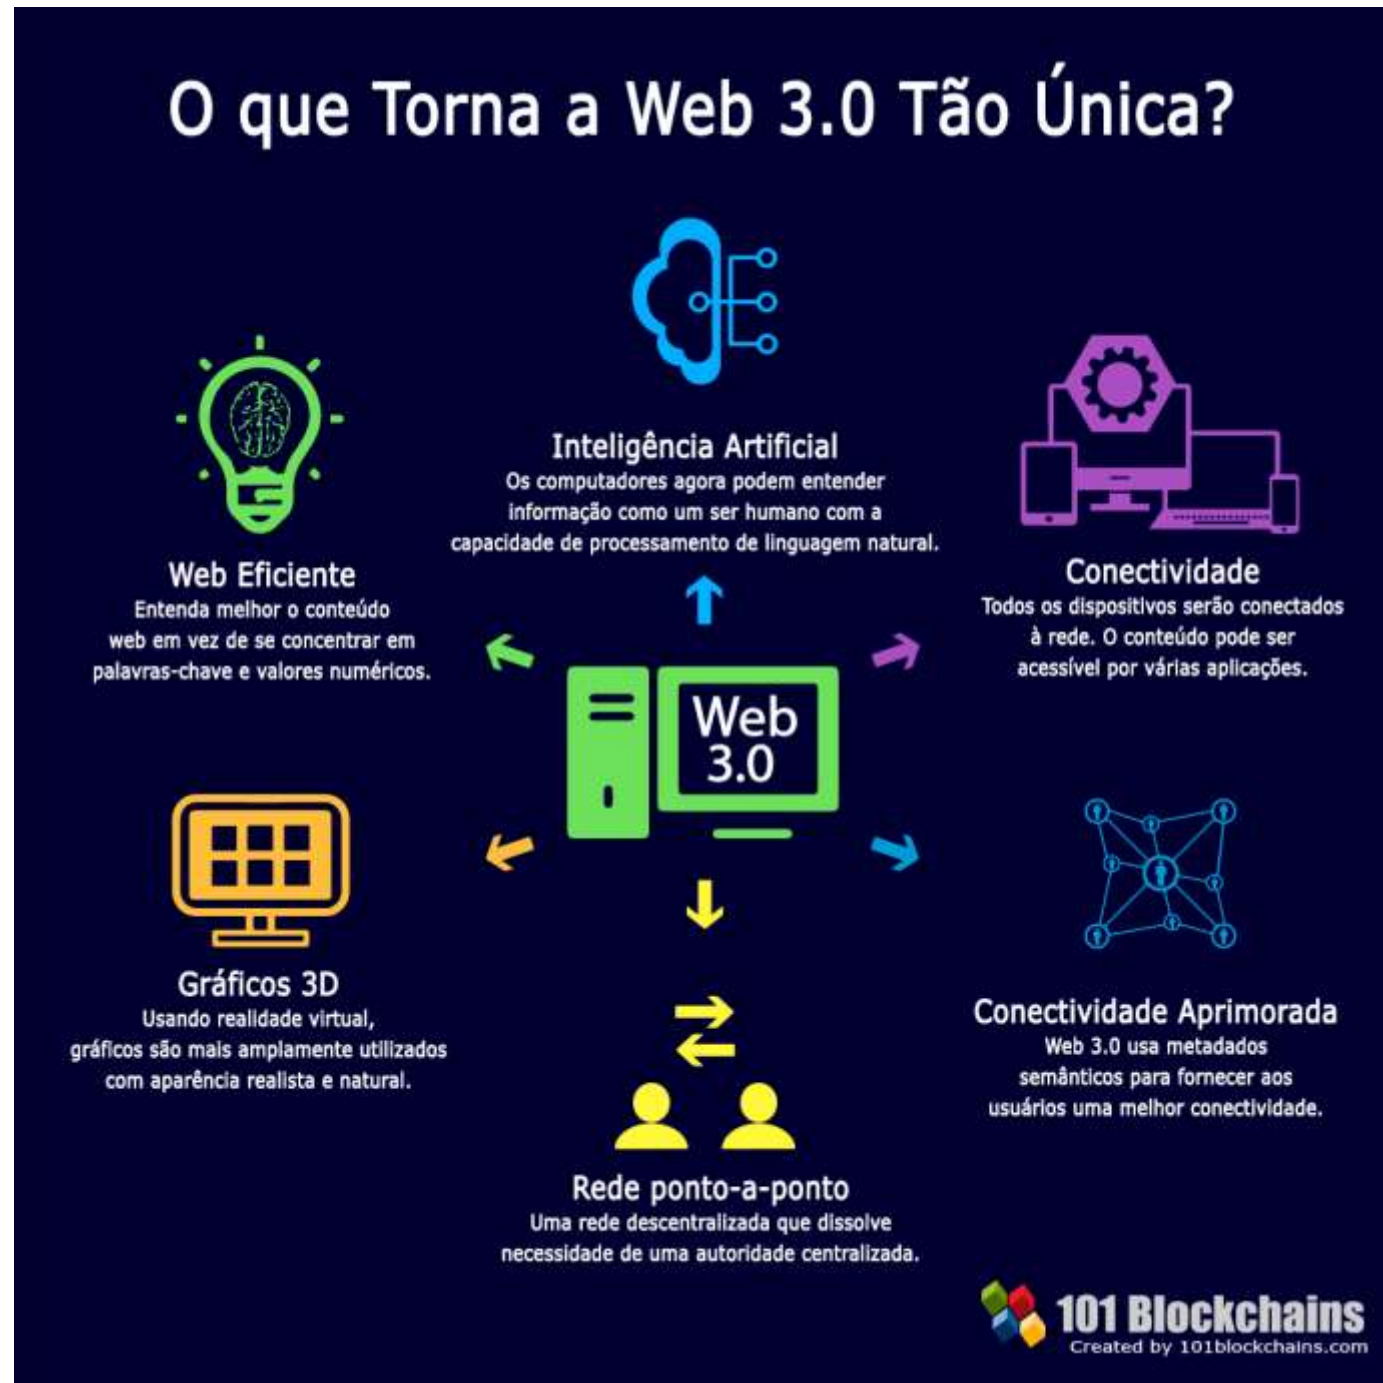 O que Torna a Web 3.0 Tão Única?
Inteligência Artificial
Os computadores agora podem entender
informação como um ser humano com a
capacidade de processamento de linguagem natural.
Web Eficiente
Entenda melhor o conteúdo
web em vez de se concentrar em
palavras-chave e valores numéricos.
Conectividade
Todos os dispositivos serão conectados
à rede. O conteúdo pode ser
acessível por várias aplicações.
Web
3.0
Gráficos 3D
Usando realidade virtual,
gráficos são mais amplamente utilizados
com aparência realista e natural.
Conectividade Aprimorada
Web 3.0 usa metadados
semânticos para fornecer aos
usuários uma melhor conectividade.
Rede ponto-a-ponto
Uma rede descentralizada que dissolve
necessidade de uma autoridade centralizada.
101 Blockchains
Created by 101blockchains.com